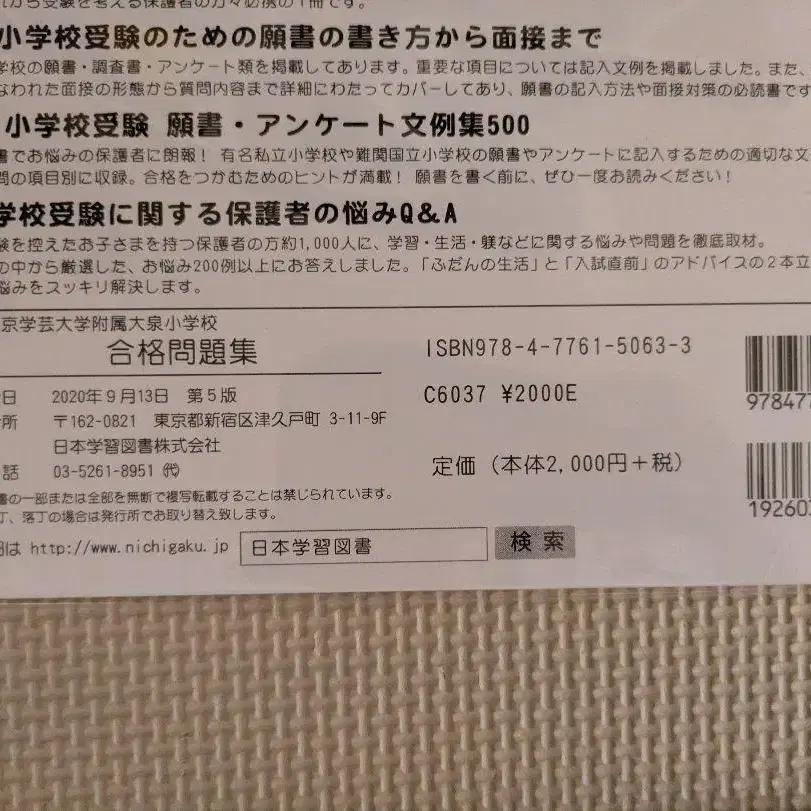 れから受験を考える保護者の方々必携の1冊です。
小学校受験のための願書の書き方から面接まで
学校の願書・調査書・アンケート類を掲載してあります。重要な項目については記入文例を掲載しました。また、
なわれた面接の形態から質問内容まで詳細にわたってカバーしてあり、願書の記入方法や面接対策の必読書です
小学校受験 願書・アンケート文例集500
書でお悩みの保護者に朗報！ 有名私立小学校や難関国立小学校の願書やアンケートに記入するための適切な文
問の項目別に収録。合格をつかむためのヒントが満載！ 願書を書く前に、ぜひ一度お読みください！
学校受験に関する保護者の悩みQ&A
験を控えたお子さまを持つ保護者の方約1,000人に、学習・生活・躾などに関する悩みや問題を徹底取材。
の中から厳選した、お悩み200例以上にお答えしました。「ふだんの生活」と「入試直前」のアドバイスの2本立
悩みをスッキリ解決します。
京学芸大学附属大泉小学校
合格問題集
日 2020年9月13日 第5版
所 〒162-0821 東京都新宿区津久戸町 3-11-9F
日本学習図書株式会社
話 03-5261-8951 ㈹
書の一部または全部を無断で複写転載することは禁じられています。
丁、落丁の場合は発行所でお取り替え致します。
細は http://www.nichigaku.jp 日本学習図書 検索
ISBN978-4-7761-5063-3
C6037 ¥2000E
定価（本体2,000円＋税）
97847
19260